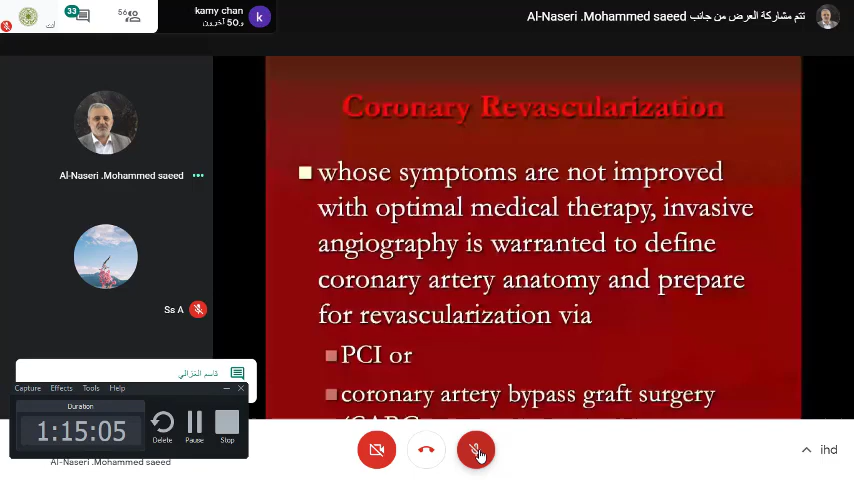 33
56
أنت
kamy chan
و50 آخرون
k
تتم مشاركة العرض من جانب Al-Naseri .Mohammed saeed
Al-Naseri .Mohammed saeed
Ss A
قاسم الغزالي
Capture Effects Tools Help
Duration
1:15:05
Delete Pause Stop
Al-Naseri .Mohammed saeed
Coronary Revascularization
whose symptoms are not improved
with optimal medical therapy, invasive
angiography is warranted to define
coronary artery anatomy and prepare
for revascularization via
PCI or
coronary artery bypass graft surgery
ihd